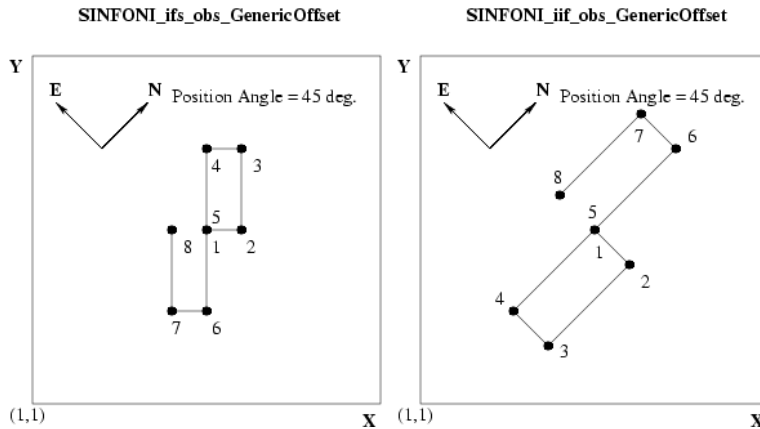 SINFONI_ifs_obs_GenericOffset
Y
E
N
Position Angle = 45 deg.
4
3
5
8
1
2
7
6
(1,1)
X
SINFONI_iif_obs_GenericOffset
Y
E
N
Position Angle = 45 deg.
7
6
8
5
1
2
4
3
(1,1)
X